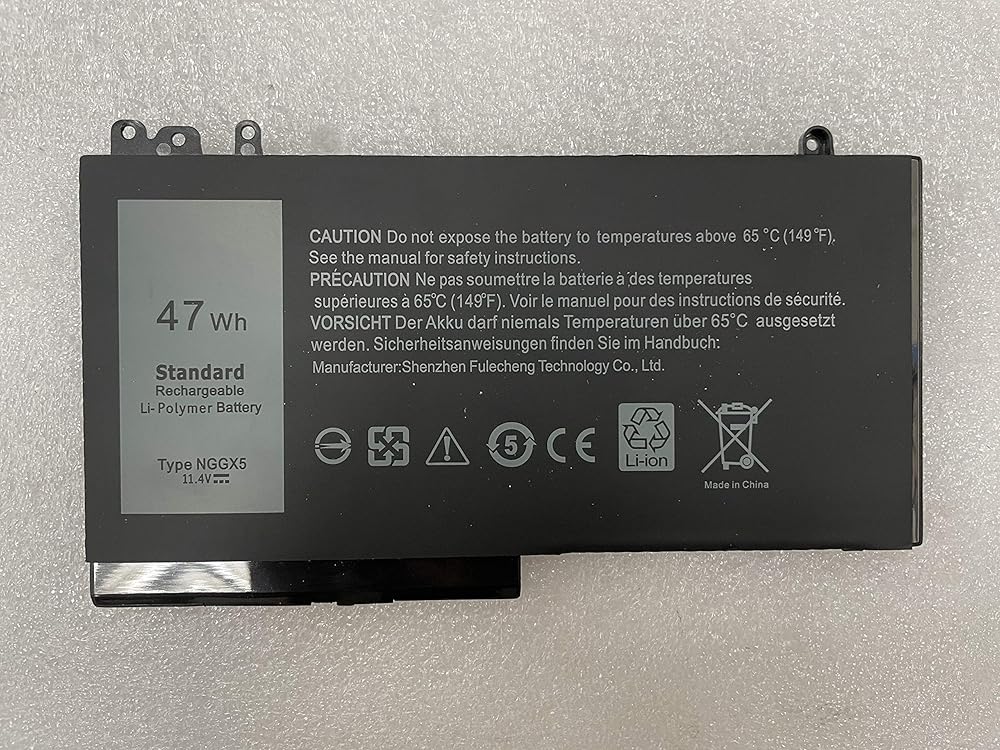 47 Wh
Standard
Rechargeable
Li-Polymer Battery
Type NGGX5
11.4V
CAUTION Do not expose the battery to temperatures above 65 °C (149 °F).
See the manual for safety instructions.
PRÉCAUTION Ne pas soumettre la batterie à des temperatures
supérieures à 65°C (149°F). Voir le manuel pour des instructions de sécurité.
VORSICHT Der Akku darf niemals Temperaturen über 65°C ausgesetzt
werden. Sicherheitsanweisungen finden Sie im Handbuch:
Manufacturer:Shenzhen Fulecheng Technology Co., Ltd.
5
CE
Li-ion
Made in China